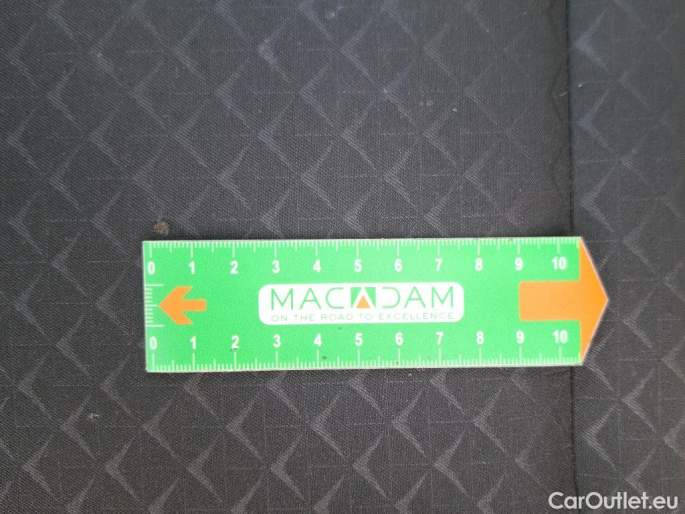 0 1 2 3 4 5 6 7 8 9 10
MACADAM
ON THE ROAD TO EXCELLENCE
0 1 2 3 4 5 6 7 8 9 10
CarOutlet.eu